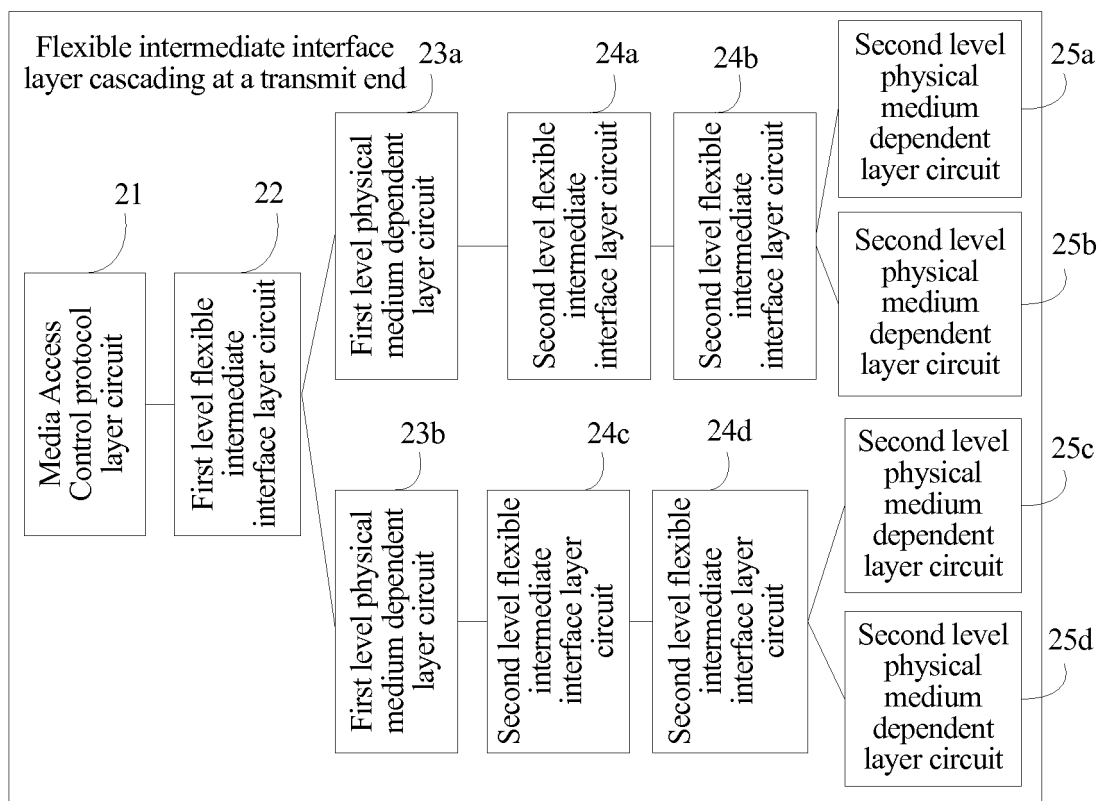 Flexible intermediate interface
layer cascading at a transmit end
21
Media Access
Control protocol
layer circuit
22
First level flexible
intermediate
interface layer circuit
23a
First level physical
medium dependent
layer circuit
24a
Second level flexible
intermediate
interface layer circuit
24b
Second level flexible
intermediate
interface layer circuit
Second level
physical
medium
dependent
layer circuit
25a
Second level
physical
medium
dependent
layer circuit
25b
23b
First level physical
medium dependent
layer circuit
24c
Second level flexible
intermediate
interface layer
circuit
24d
Second level flexible
intermediate
interface layer
circuit
Second level
physical
medium
dependent
layer circuit
25c
Second level
physical
medium
dependent
layer circuit
25d